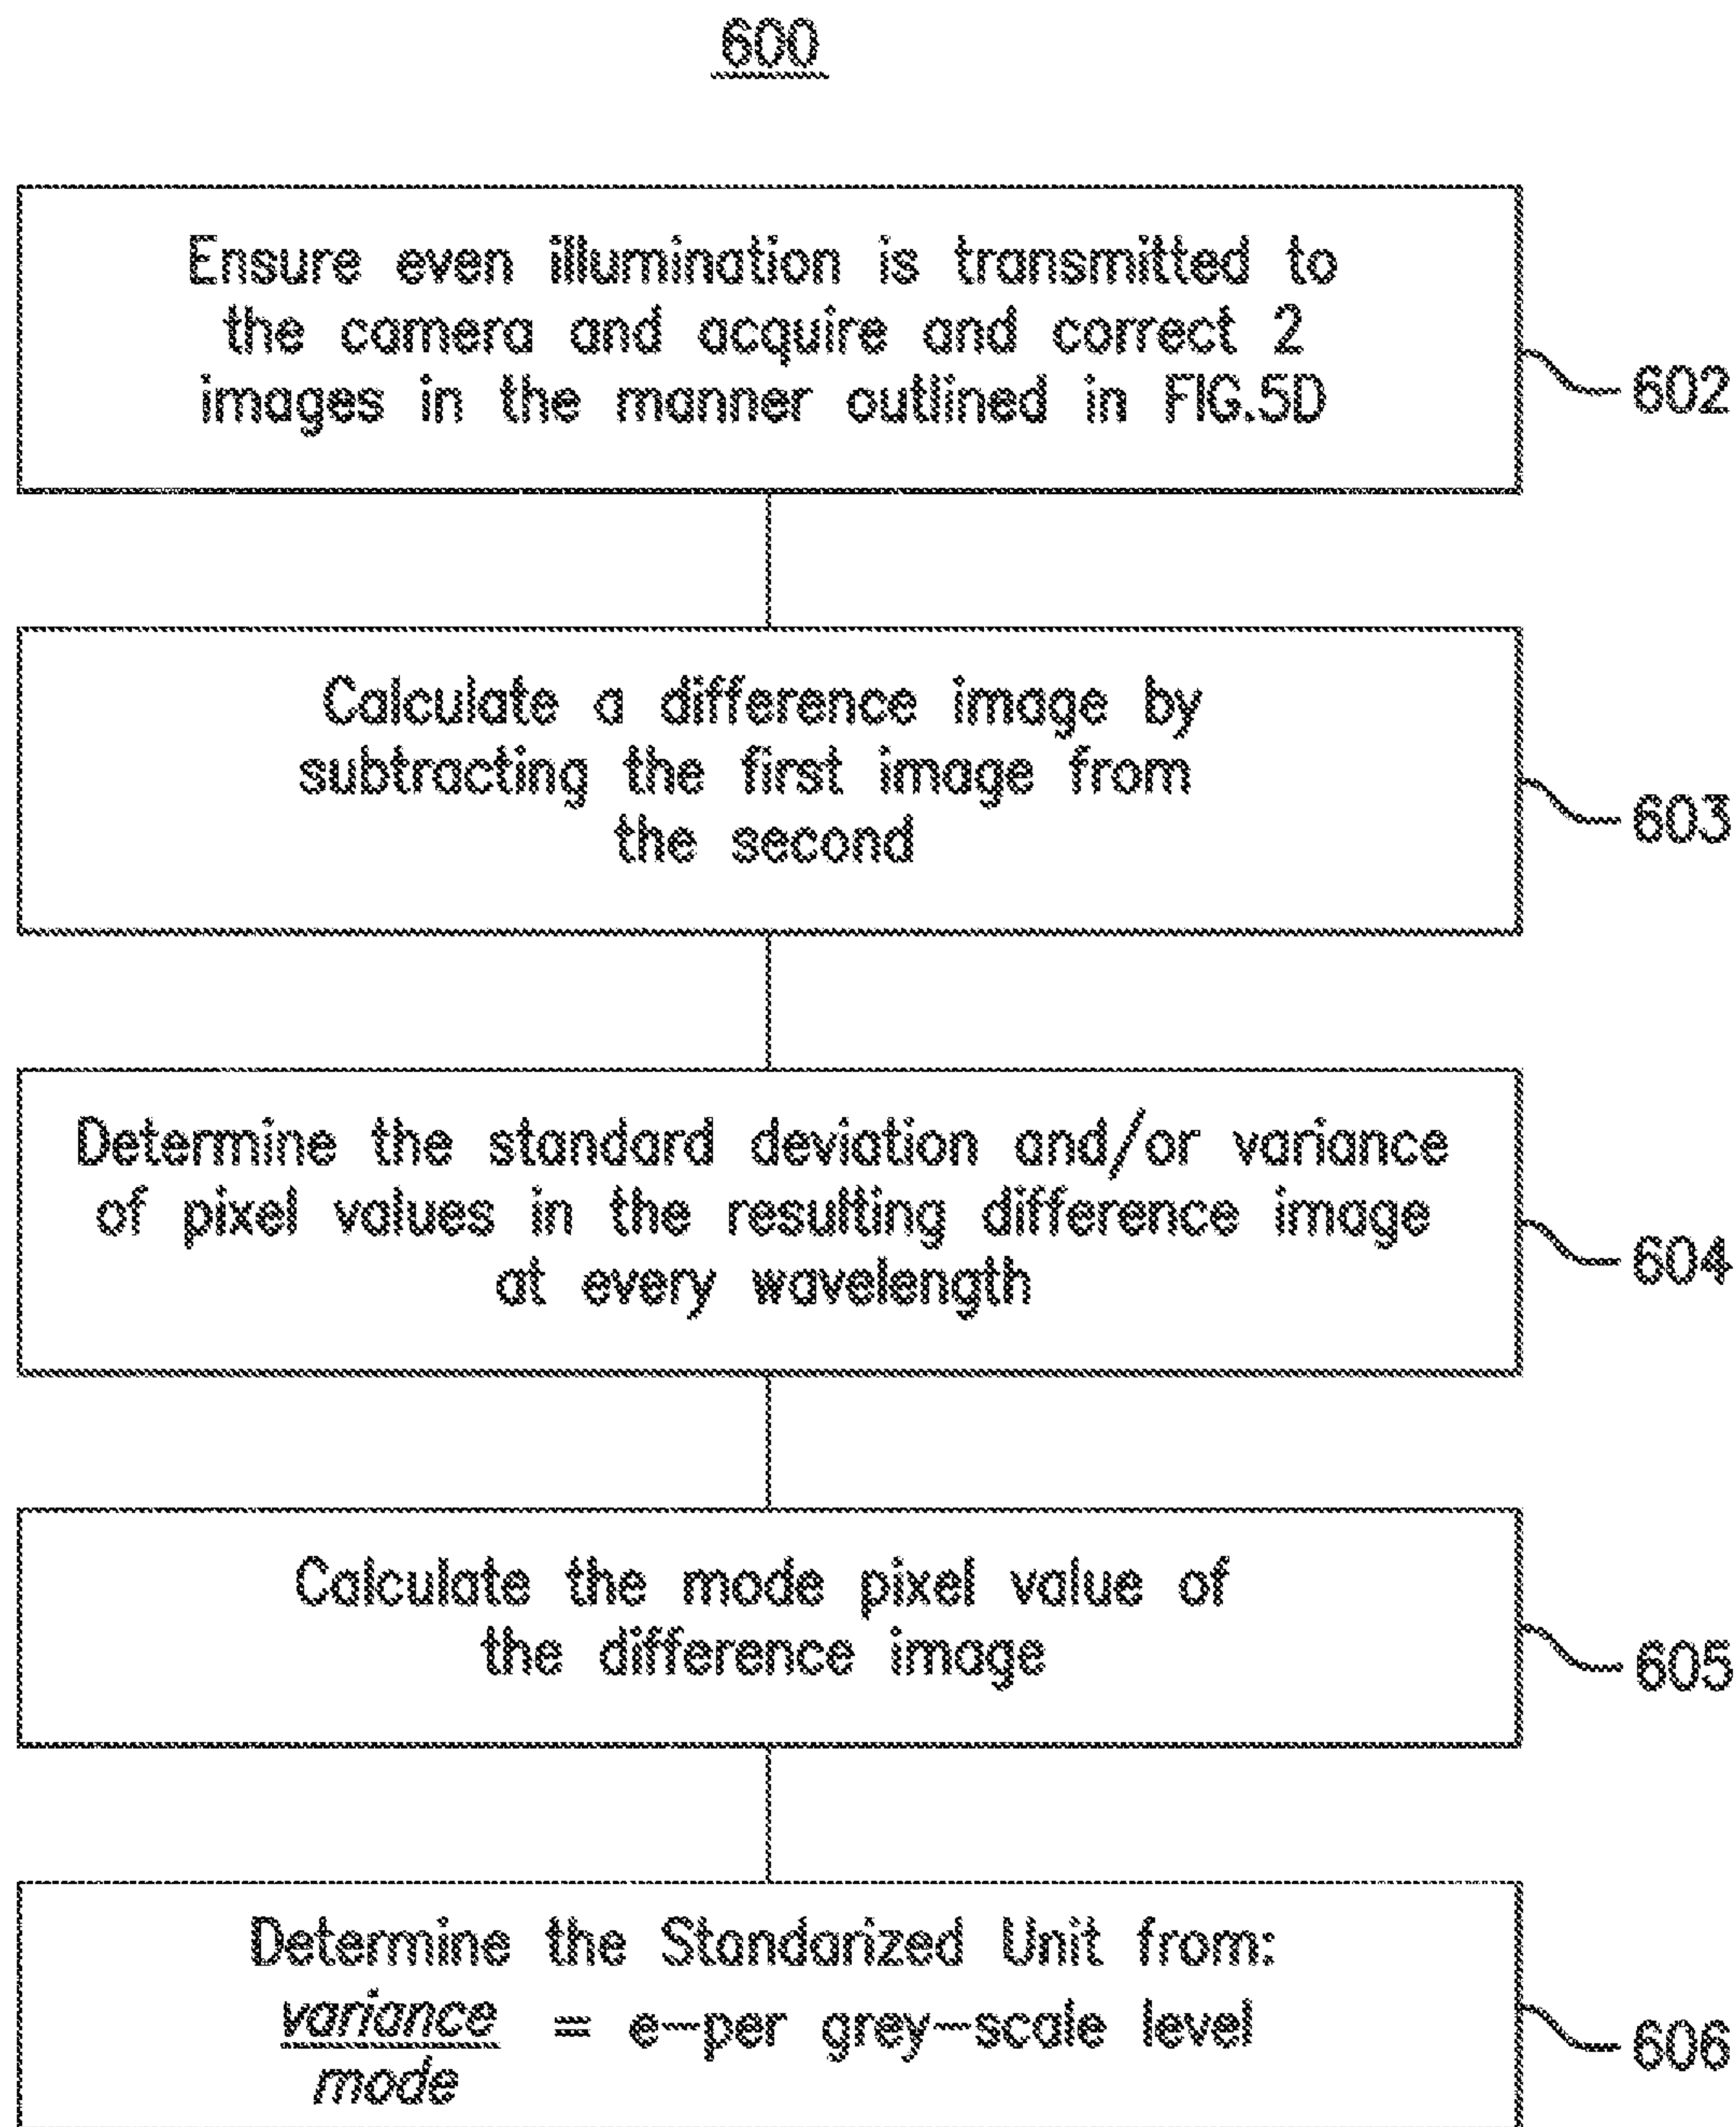 600
Ensure even illumination is transmitted to
the camera and acquire and correct 2
images in the manner outlined in FIG.5D
602
Calculate a difference image by
subtracting the first image from
the second
603
Determine the standard deviation and/or variance
of pixel values in the resulting difference image
at every wavelength
604
Calculate the mode pixel value of
the difference image
605
Determine the Standarized Unit from:
variance
mode
= e-per grey-scale level
606